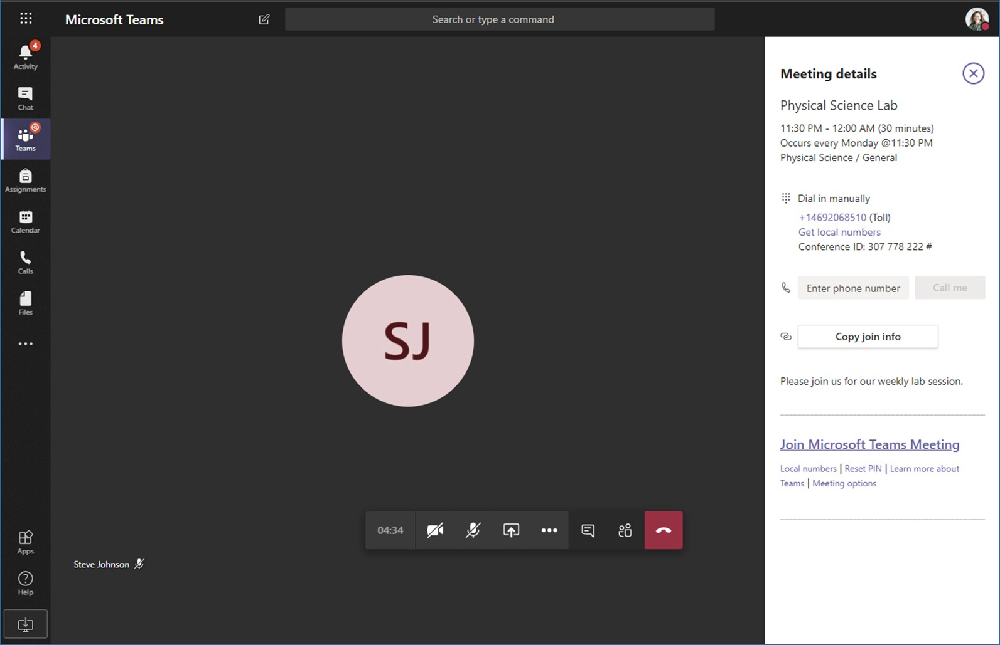 Microsoft Teams
Search or type a command
4
Activity
Chat
@
Teams
Assignments
Calendar
Calls
Files
Apps
Help
SJ
04:34
Steve Johnson
Meeting details
Physical Science Lab
11:30 PM - 12:00 AM (30 minutes)
Occurs every Monday @11:30 PM
Physical Science / General
Dial in manually
+14692068510 (Toll)
Get local numbers
Conference ID: 307 778 222 #
Enter phone number
Call me
Copy join info
Please join us for our weekly lab session.
Join Microsoft Teams Meeting
Local numbers | Reset PIN | Learn more about
Teams | Meeting options